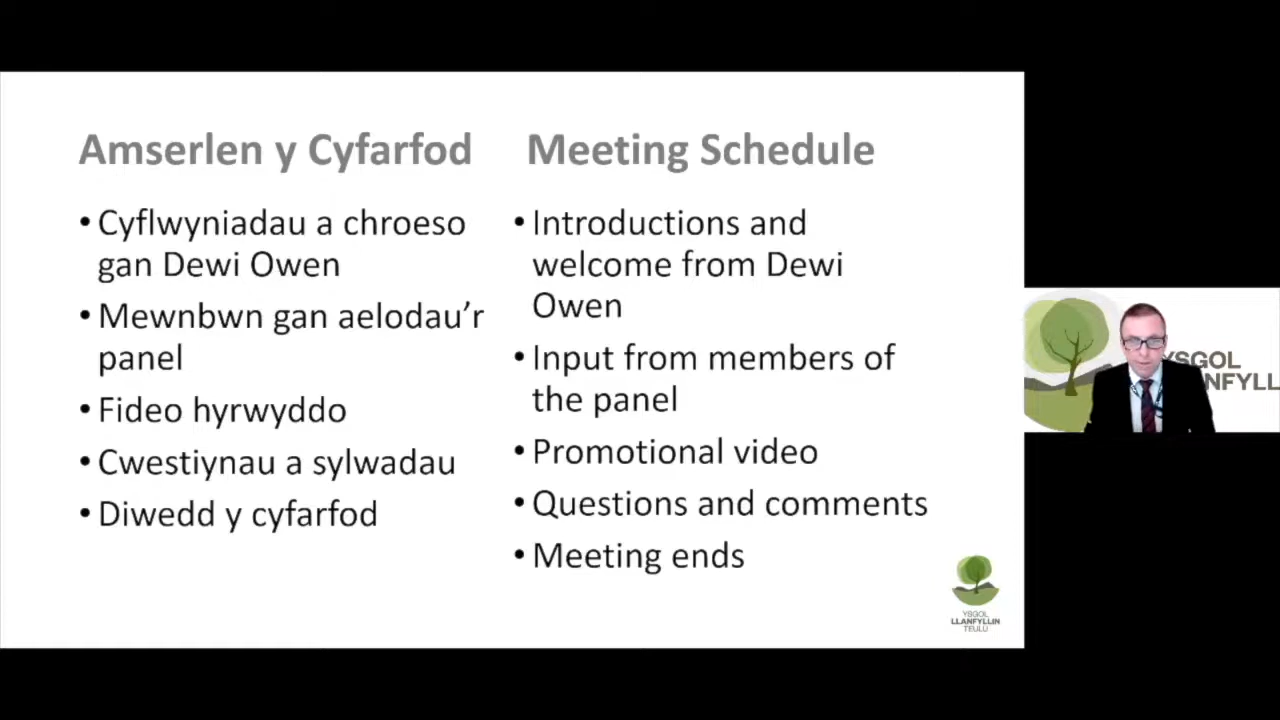 Amserlen y Cyfarfod
• Cyflwyniadau a chroeso
gan Dewi Owen
• Mewnbwn gan aelodau'r
panel
• Fideo hyrwyddo
• Cwestiynau a sylwadau
• Diwedd y cyfarfod
Meeting Schedule
• Introductions and
welcome from Dewi
Owen
• Input from members of
the panel
• Promotional video
• Questions and comments
• Meeting ends
YSGOL
LLANFYLLIN
TEULU
YSGOL
NFYLL